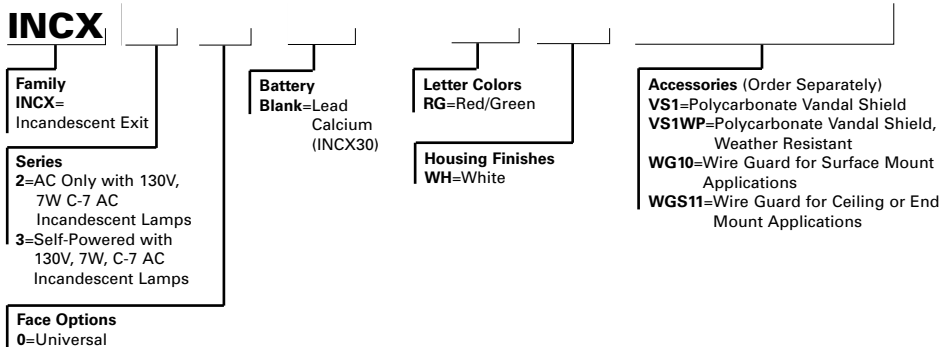 INCX
Family
INCX=
Incandescent Exit
Series
2=AC Only with 130V,
7W C-7 AC
Incandescent Lamps
3=Self-Powered with
130V, 7W, C-7 AC
Incandescent Lamps
Face Options
0=Universal
Battery
Blank=Lead
Calcium
(INCX30)
Letter Colors
RG=Red/Green
Housing Finishes
WH=White
Accessories (Order Separately)
VS1=Polycarbonate Vandal Shield
VS1WP=Polycarbonate Vandal Shield,
Weather Resistant
WG10=Wire Guard for Surface Mount
Applications
WGS11=Wire Guard for Ceiling or End
Mount Applications